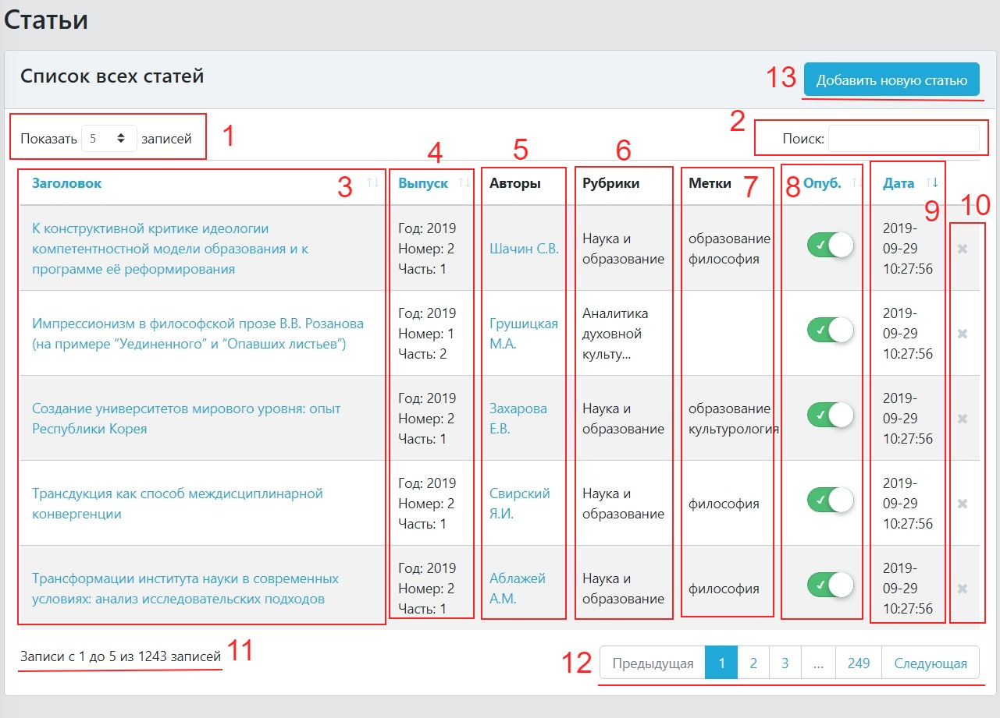 Статьи
Список всех статей
13
Добавить новую статью
Показать 5 записей
1
2
Поиск:
3
4
5
6
7
8
9
10
Заголовок
Выпуск
Авторы
Рубрики
Метки
Опуб.
Дата
К конструктивной критике идеологии
компетентностной модели образования и к
программе её реформирования
Год: 2019
Номер: 2
Часть: 1
Шачин С.В.
Наука и
образование
образование
философия
2019-
09-29
10:27:56
Импрессионизм в философской прозе В.В. Розанова
(на примере “Уединенного” и “Опавших листьев”)
Год: 2019
Номер: 1
Часть: 2
Грушицкая
М.А.
Аналитика
духовной
культу...
2019-
09-29
10:27:56
Создание университетов мирового уровня: опыт
Республики Корея
Год: 2019
Номер: 2
Часть: 1
Захарова
Е.В.
Наука и
образование
образование
культурология
2019-
09-29
10:27:56
Трансдукция как способ междисциплинарной
конвергенции
Год: 2019
Номер: 2
Часть: 1
Свирский
Я.И.
Наука и
образование
философия
2019-
09-29
10:27:56
Трансформации института науки в современных
условиях: анализ исследовательских подходов
Год: 2019
Номер: 2
Часть: 1
Аблажей
А.М.
Наука и
образование
философия
2019-
09-29
10:27:56
Записи с 1 до 5 из 1243 записей
11
12
Предыдущая 1 2 3 ... 249 Следующая